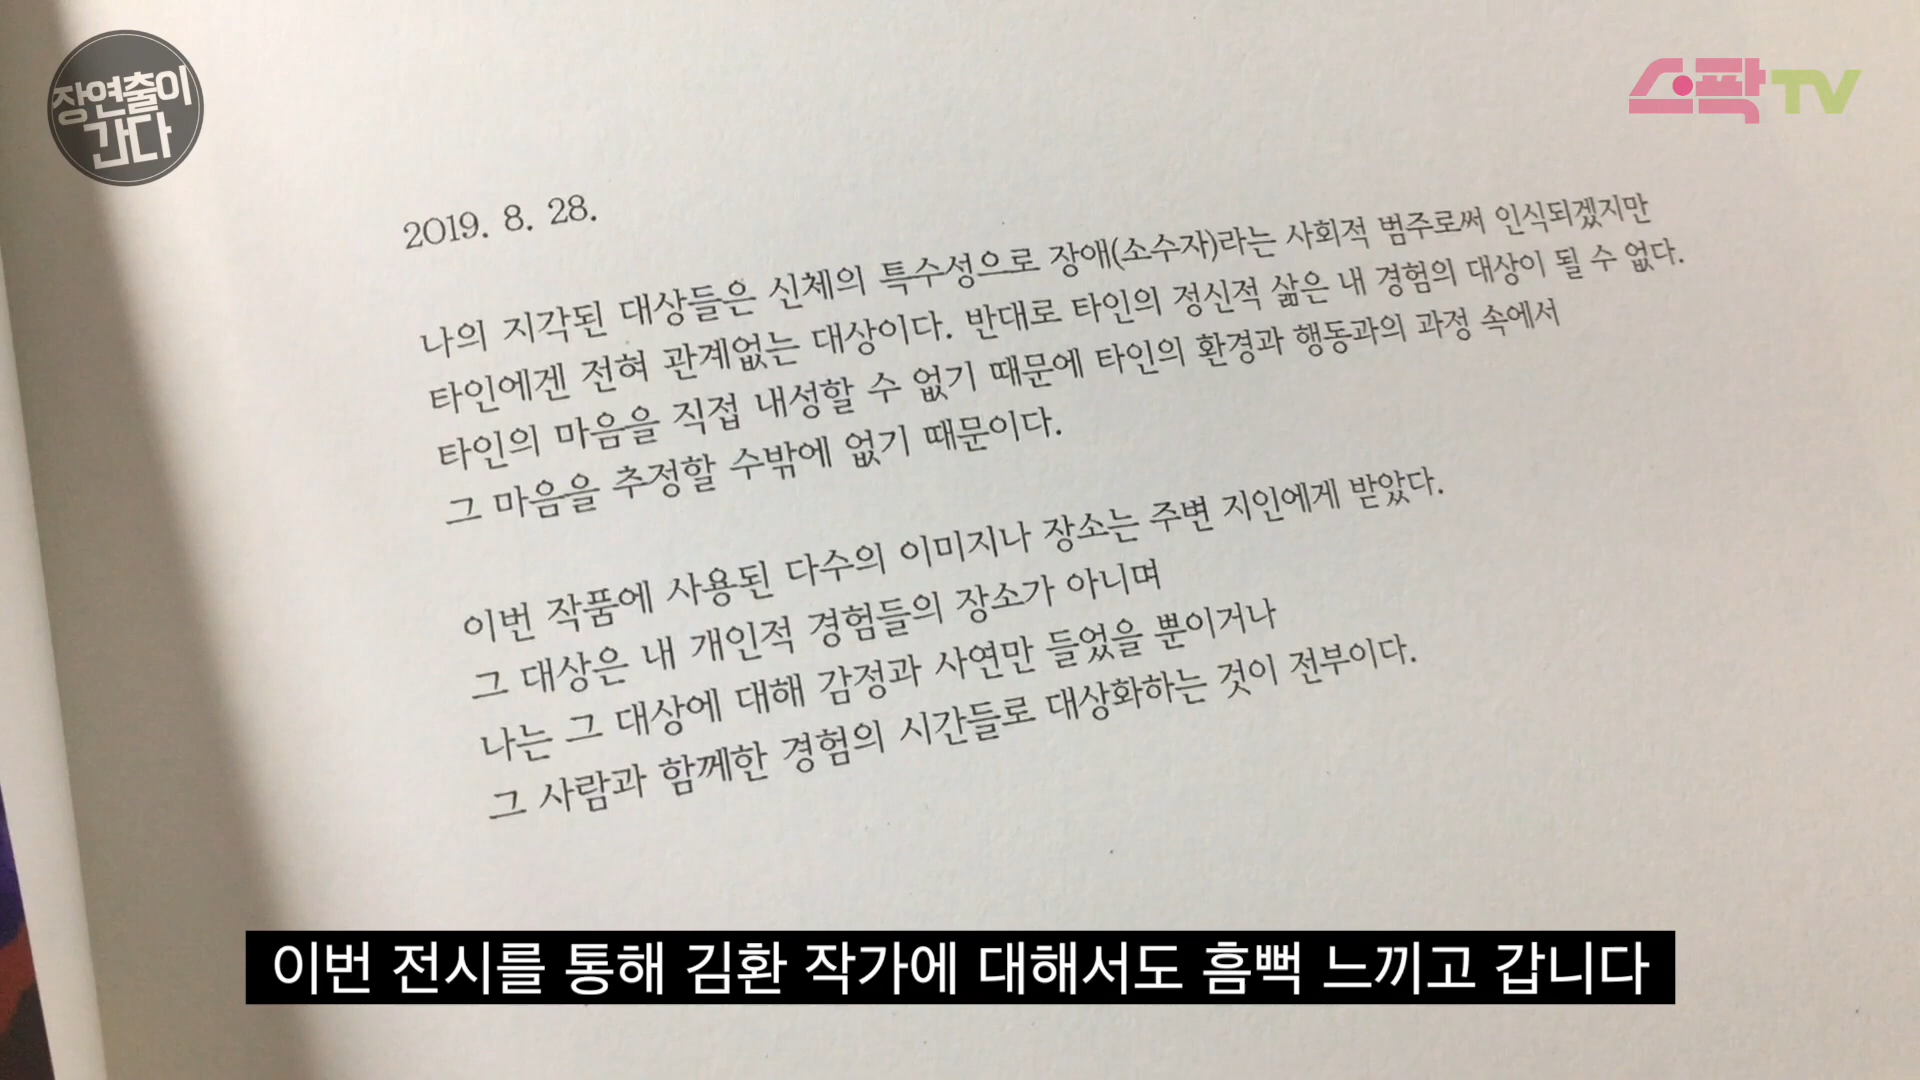 장연출이
간다
스팍TV
2019. 8. 28.
나의 지각된 대상들은 신체의 특수성으로 장애(소수자)라는 사회적 범주로써 인식되겠지만
타인에겐 전혀 관계없는 대상이다. 반대로 타인의 정신적 삶은 내 경험의 대상이 될 수 없다.
타인의 마음을 직접 내성할 수 없기 때문에 타인의 환경과 행동과의 과정 속에서
그 마음을 추정할 수밖에 없기 때문이다.
이번 작품에 사용된 다수의 이미지나 장소는 주변 지인에게 받았다.
그 대상은 내 개인적 경험들의 장소가 아니며
나는 그 대상에 대해 감정과 사연만 들었을 뿐이거나
그 사람과 함께한 경험의 시간들로 대상화하는 것이 전부이다.
이번 전시를 통해 김환 작가에 대해서도 흠뻑 느끼고 갑니다